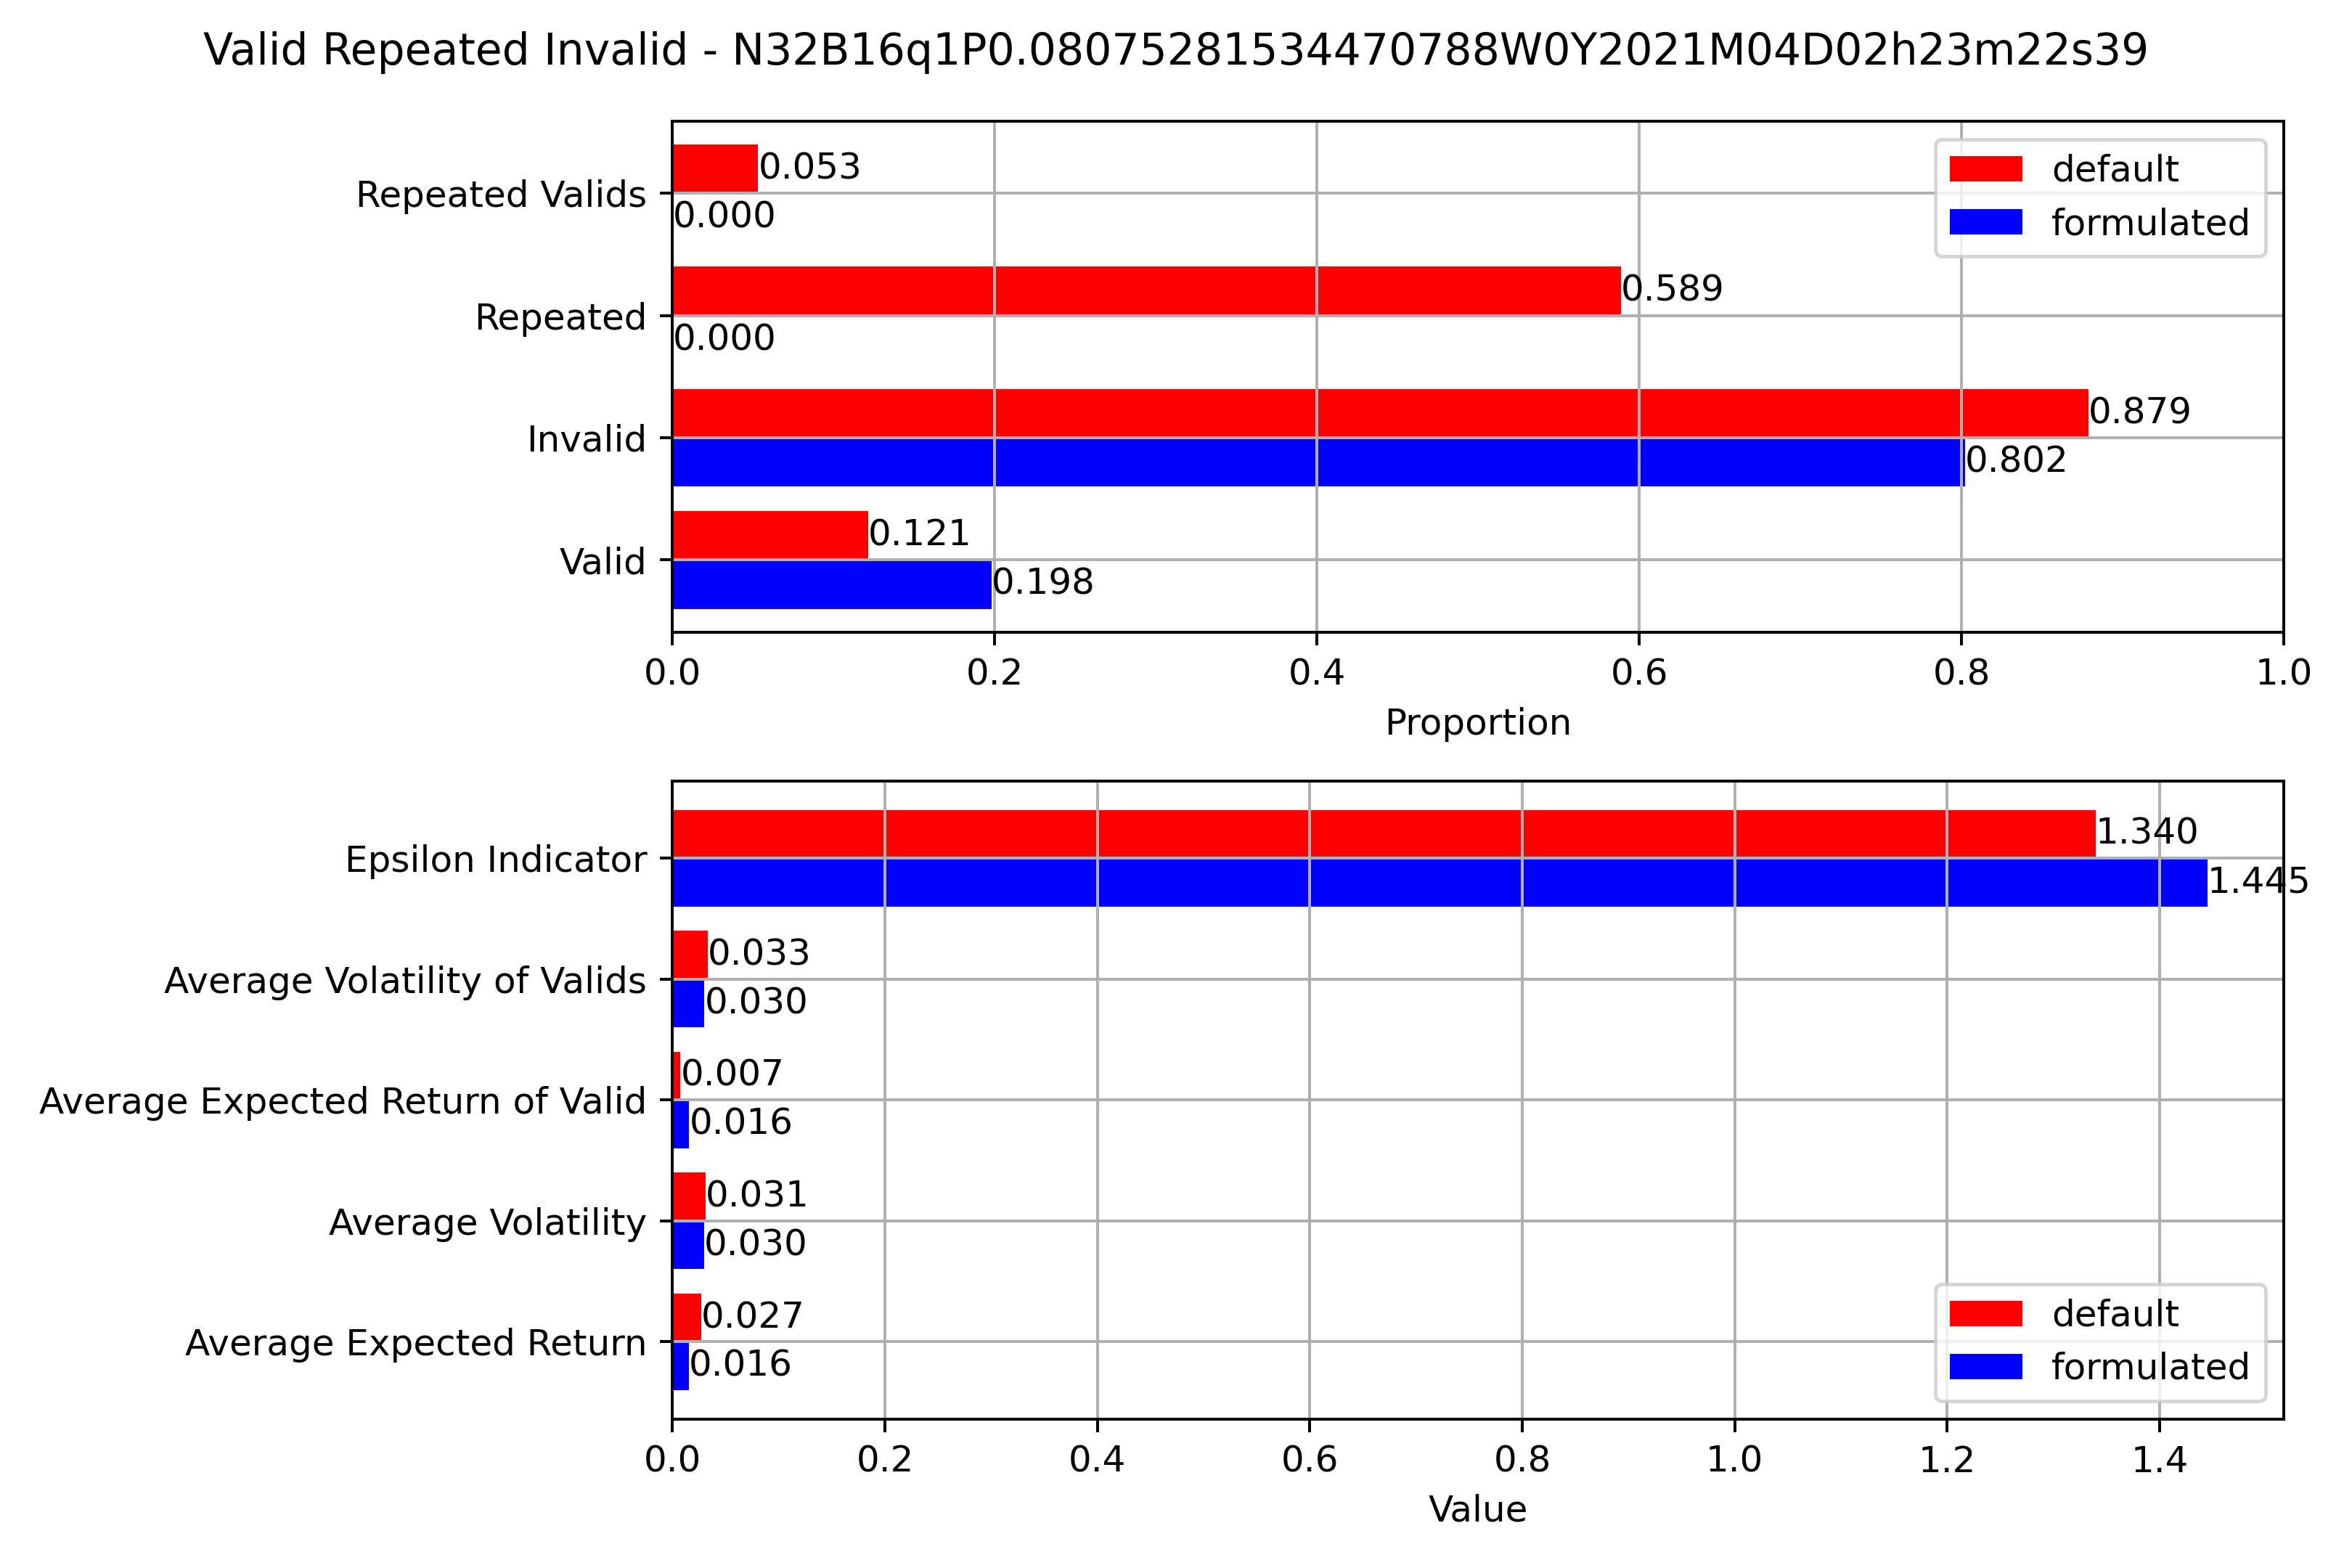 Valid Repeated Invalid - N32B16q1P0.08075281534470788W0Y2021M04D02h23m22s39
Repeated Valids
0.053
0.000
Repeated
0.589
0.000
Invalid
0.879
0.802
Valid
0.121
0.198
default
formulated
0.0 0.2 0.4 0.6 0.8 1.0
Proportion
Epsilon Indicator
1.340
1.445
Average Volatility of Valids
0.033
0.030
Average Expected Return of Valid
0.007
0.016
Average Volatility
0.031
0.030
Average Expected Return
0.027
0.016
default
formulated
0.0 0.2 0.4 0.6 0.8 1.0 1.2 1.4
Value